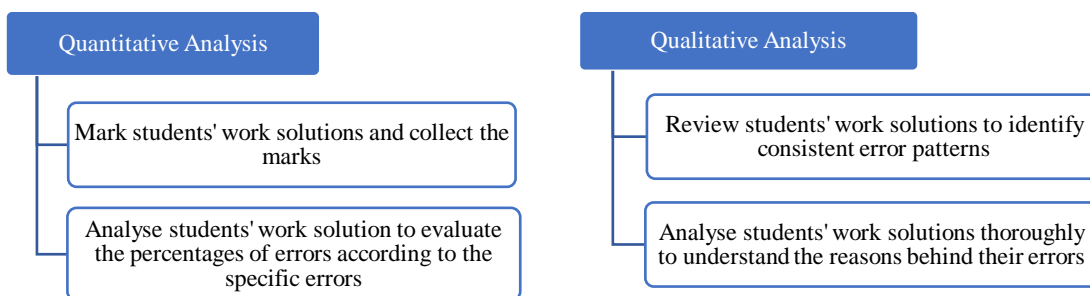 Quantitative Analysis
Mark students' work solutions and collect the
marks
Analyse students' work solution to evaluate
the percentages of errors according to the
specific errors
Qualitative Analysis
Review students' work solutions to identify
consistent error patterns
Analyse students' work solutions thoroughly
to understand the reasons behind their errors